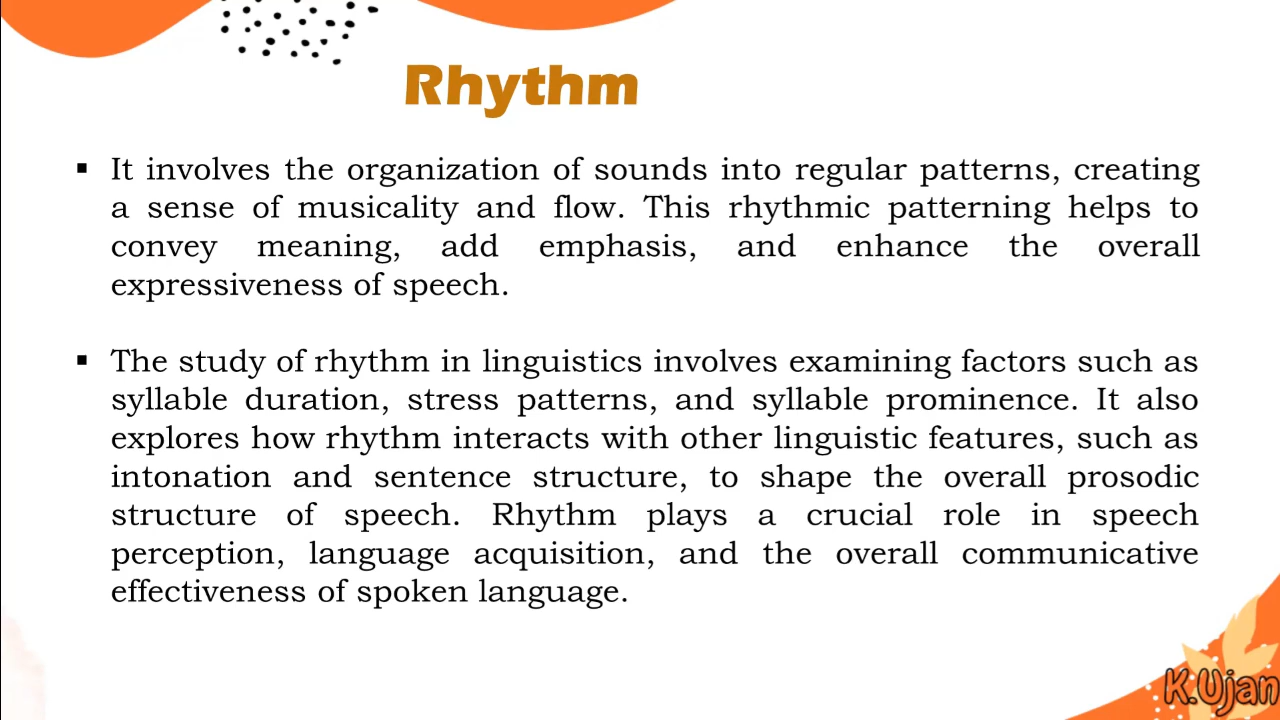 Rhythm
▪ It involves the organization of sounds into regular patterns, creating
a sense of musicality and flow. This rhythmic patterning helps to
convey meaning, add emphasis, and enhance the overall
expressiveness of speech.
▪ The study of rhythm in linguistics involves examining factors such as
syllable duration, stress patterns, and syllable prominence. It also
explores how rhythm interacts with other linguistic features, such as
intonation and sentence structure, to shape the overall prosodic
structure of speech. Rhythm plays a crucial role in speech
perception, language acquisition, and the overall communicative
effectiveness of spoken language.
K.Ujan